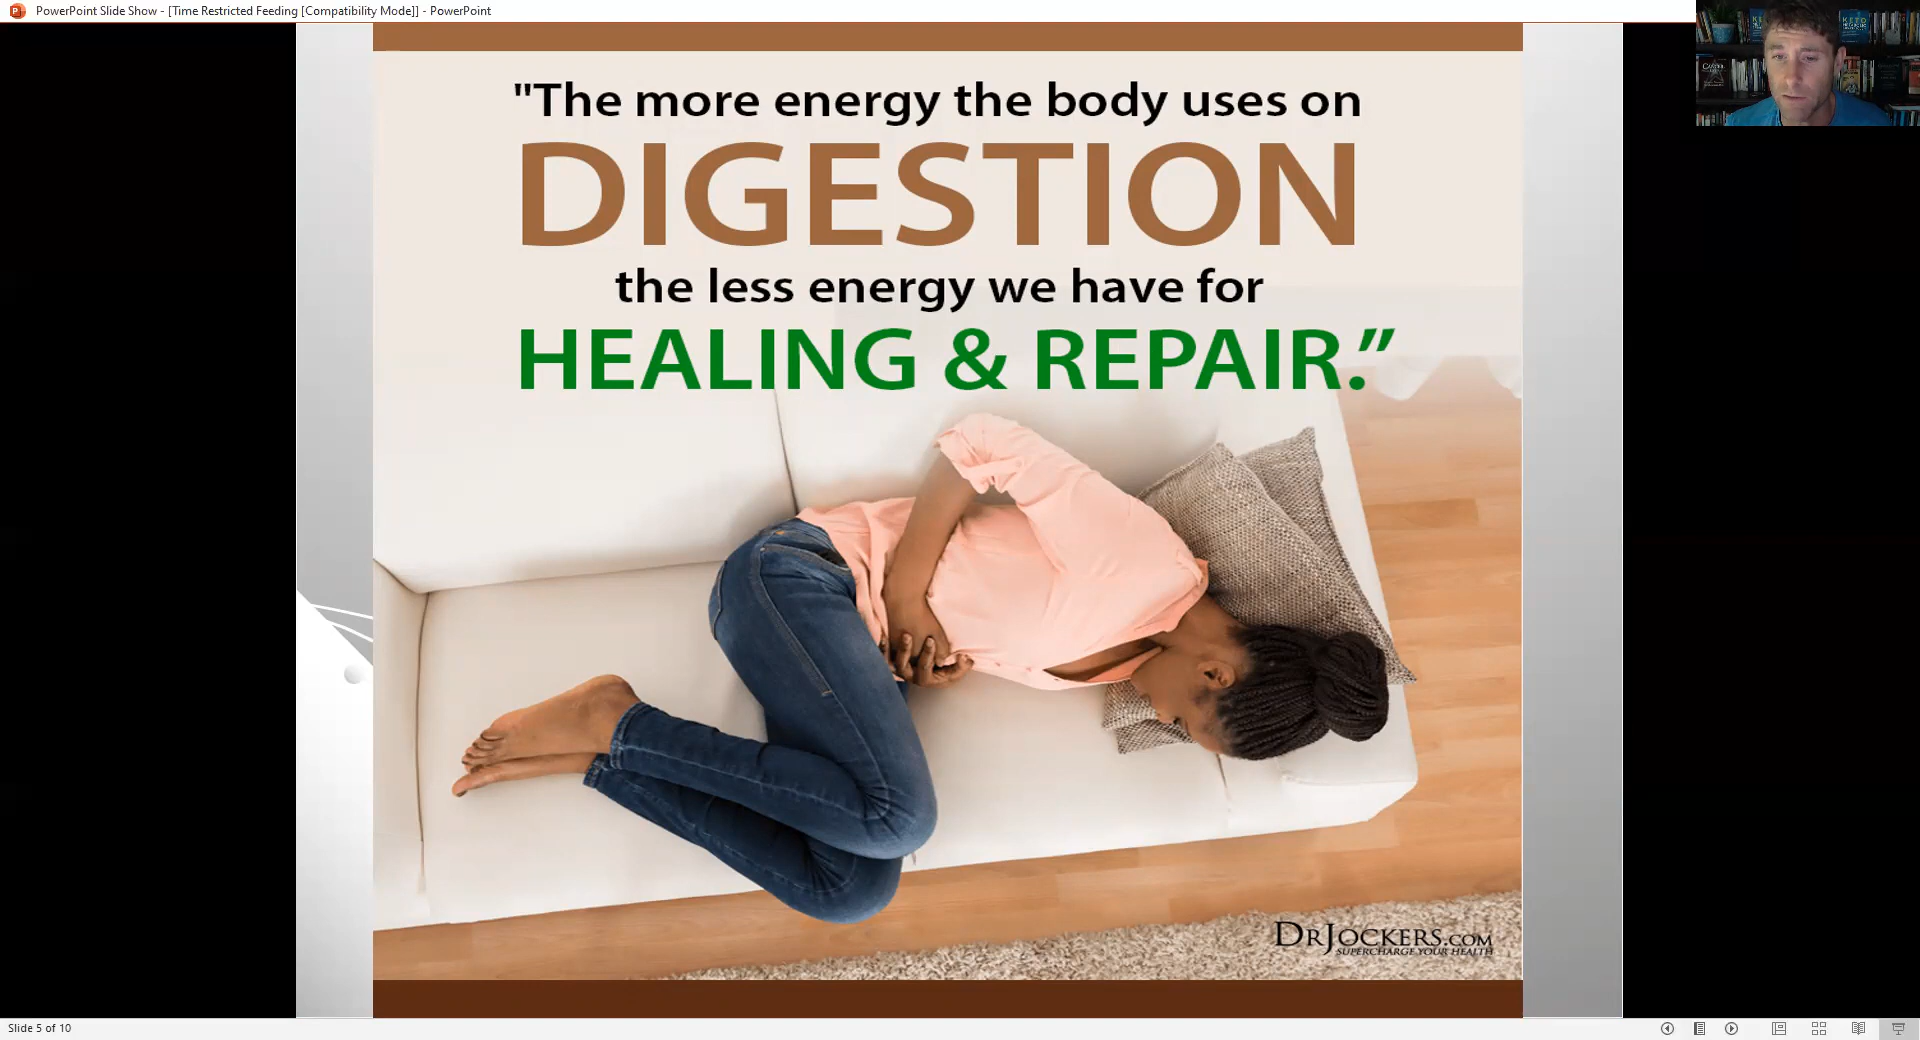 PowerPoint Slide Show - [Time Restricted Feeding [Compatibility Mode]] - PowerPoint
"The more energy the body uses on
DIGESTION
the less energy we have for
HEALING & REPAIR.”
DRJOCKERS.COM
SUPERCHARGE YOUR HEALTH
Slide 5 of 10